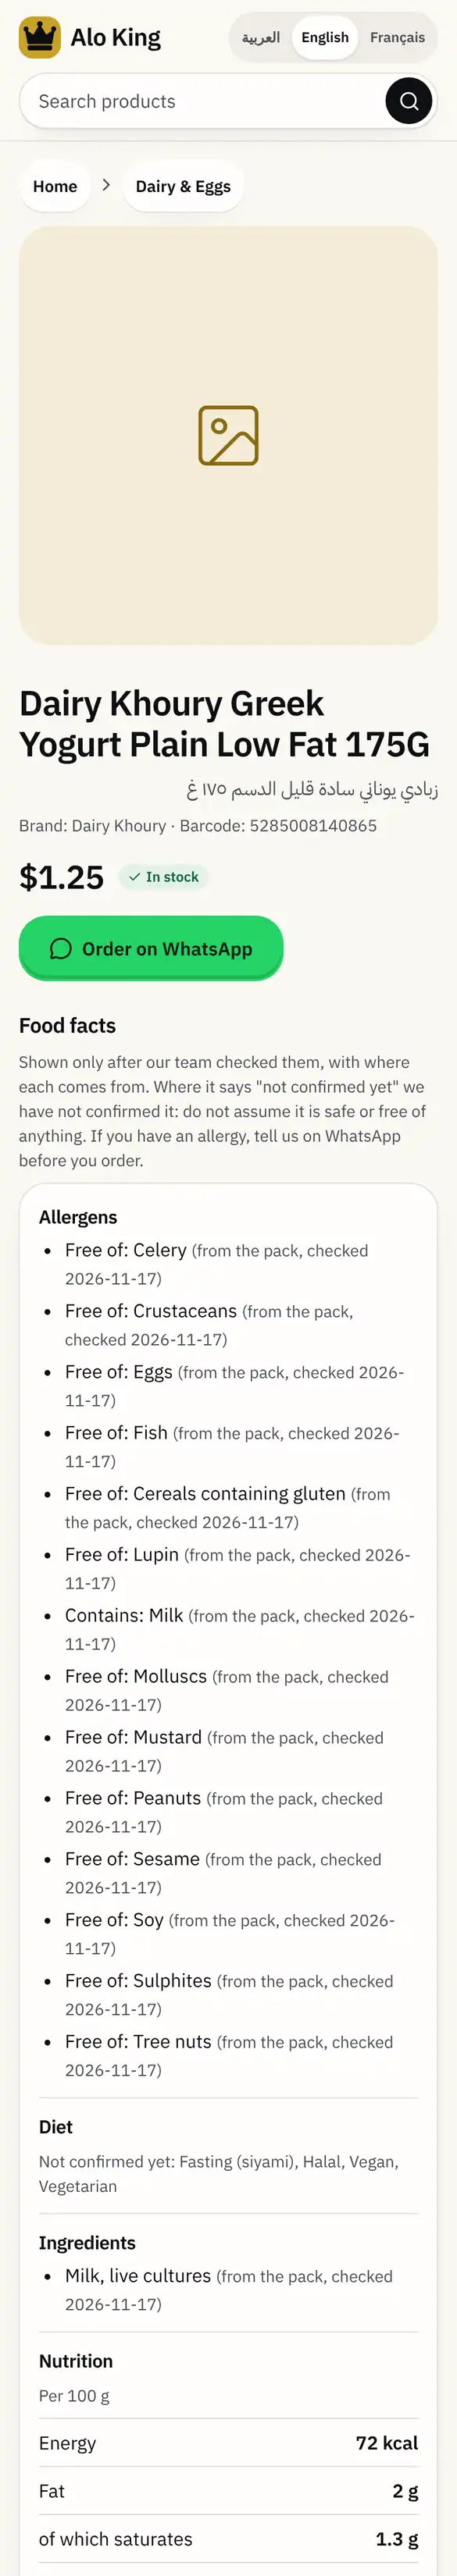 Alo King
العربية
English
Français
Search products
Home
Dairy & Eggs
Dairy Khoury Greek
Yogurt Plain Low Fat 175G
زبادي يوناني سادة قليل الدسم ١٧٥ غ
Brand: Dairy Khoury · Barcode: 5285008140865
$1.25
In stock
Order on WhatsApp
Food facts
Shown only after our team checked them, with where
each comes from. Where it says "not confirmed yet" we
have not confirmed it: do not assume it is safe or free of
anything. If you have an allergy, tell us on WhatsApp
before you order.
Allergens
Free of: Celery (from the pack, checked
2026-11-17)
Free of: Crustaceans (from the pack,
checked 2026-11-17)
Free of: Eggs (from the pack, checked 2026-
11-17)
Free of: Fish (from the pack, checked 2026-
11-17)
Free of: Cereals containing gluten (from
the pack, checked 2026-11-17)
Free of: Lupin (from the pack, checked 2026-
11-17)
Contains: Milk (from the pack, checked 2026-
11-17)
Free of: Molluscs (from the pack, checked
2026-11-17)
Free of: Mustard (from the pack, checked
2026-11-17)
Free of: Peanuts (from the pack, checked
2026-11-17)
Free of: Sesame (from the pack, checked
2026-11-17)
Free of: Soy (from the pack, checked 2026-
11-17)
Free of: Sulphites (from the pack, checked
2026-11-17)
Free of: Tree nuts (from the pack, checked
2026-11-17)
Diet
Not confirmed yet: Fasting (siyami), Halal, Vegan,
Vegetarian
Ingredients
Milk, live cultures (from the pack, checked
2026-11-17)
Nutrition
Per 100 g
Energy 72 kcal
Fat 2 g
of which saturates 1.3 g